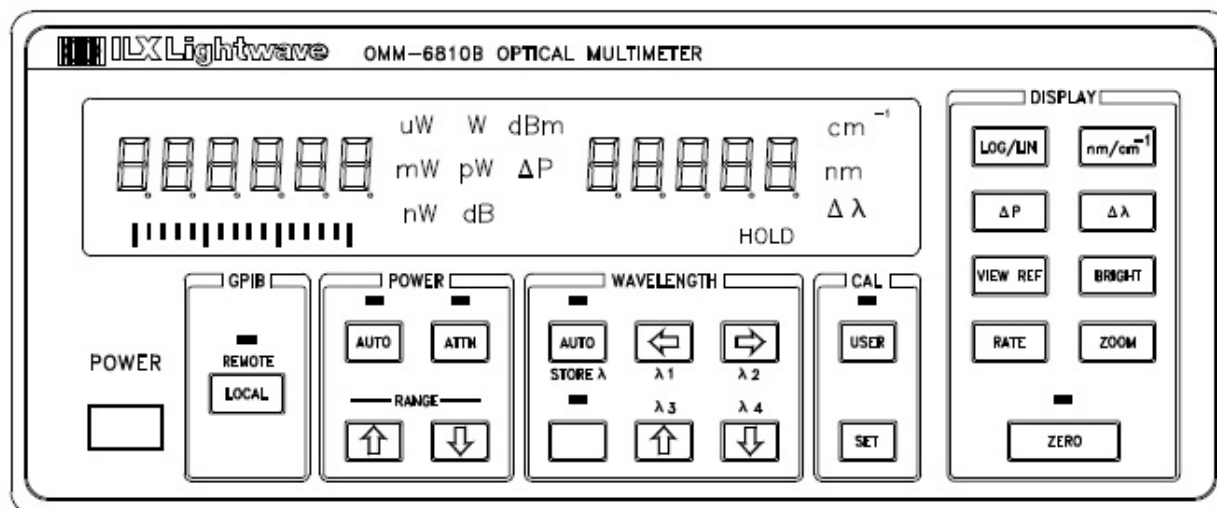 ILX Lightwave OMM-6810B OPTICAL MULTIMETER
uW W dBm cm⁻¹
mW pW ΔP nm
nW dB Δλ
HOLD
DISPLAY
LOG/LIN nm/cm⁻¹
ΔP Δλ
VIEW REF BRIGHT
RATE ZOOM
ZERO
POWER
GPIB
REMOTE
LOCAL
POWER
AUTO ATTN
RANGE
WAVELENGTH
AUTO
STORE λ λ1 λ2
λ3 λ4
CAL
USER
SET